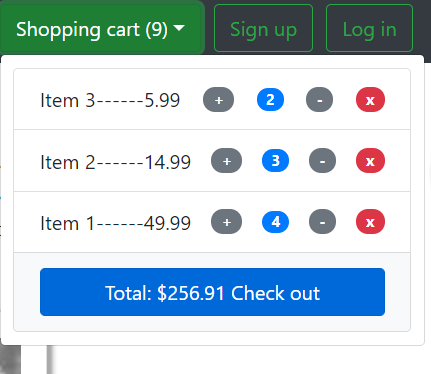 Shopping cart (9) Sign up Log in
Item 3------5.99 + 2 - x
Item 2------14.99 + 3 - x
Item 1------49.99 + 4 - x
Total: $256.91 Check out